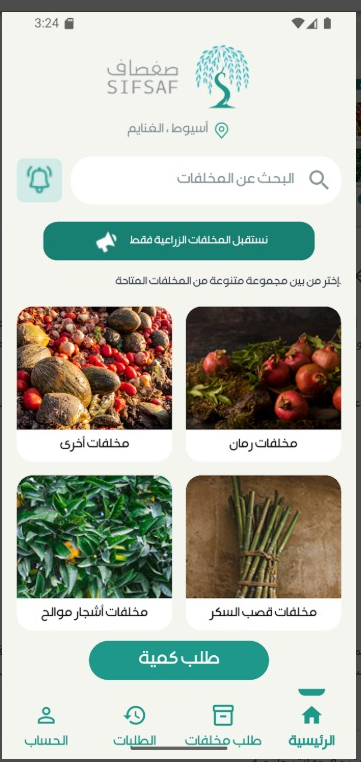 3:24
صفصاف
SIFSAF
أسيوط ، الغنايم
البحث عن المخلفات
نستقبل المخلفات الزراعية فقط
إختر من بين مجموعة متنوعة من المخلفات المتاحة.
مخلفات رمان
مخلفات أخرى
مخلفات قصب السكر
مخلفات أشجار موالح
طلب كمية
الرئيسية
طلب مخلفات
الطلبات
الحساب